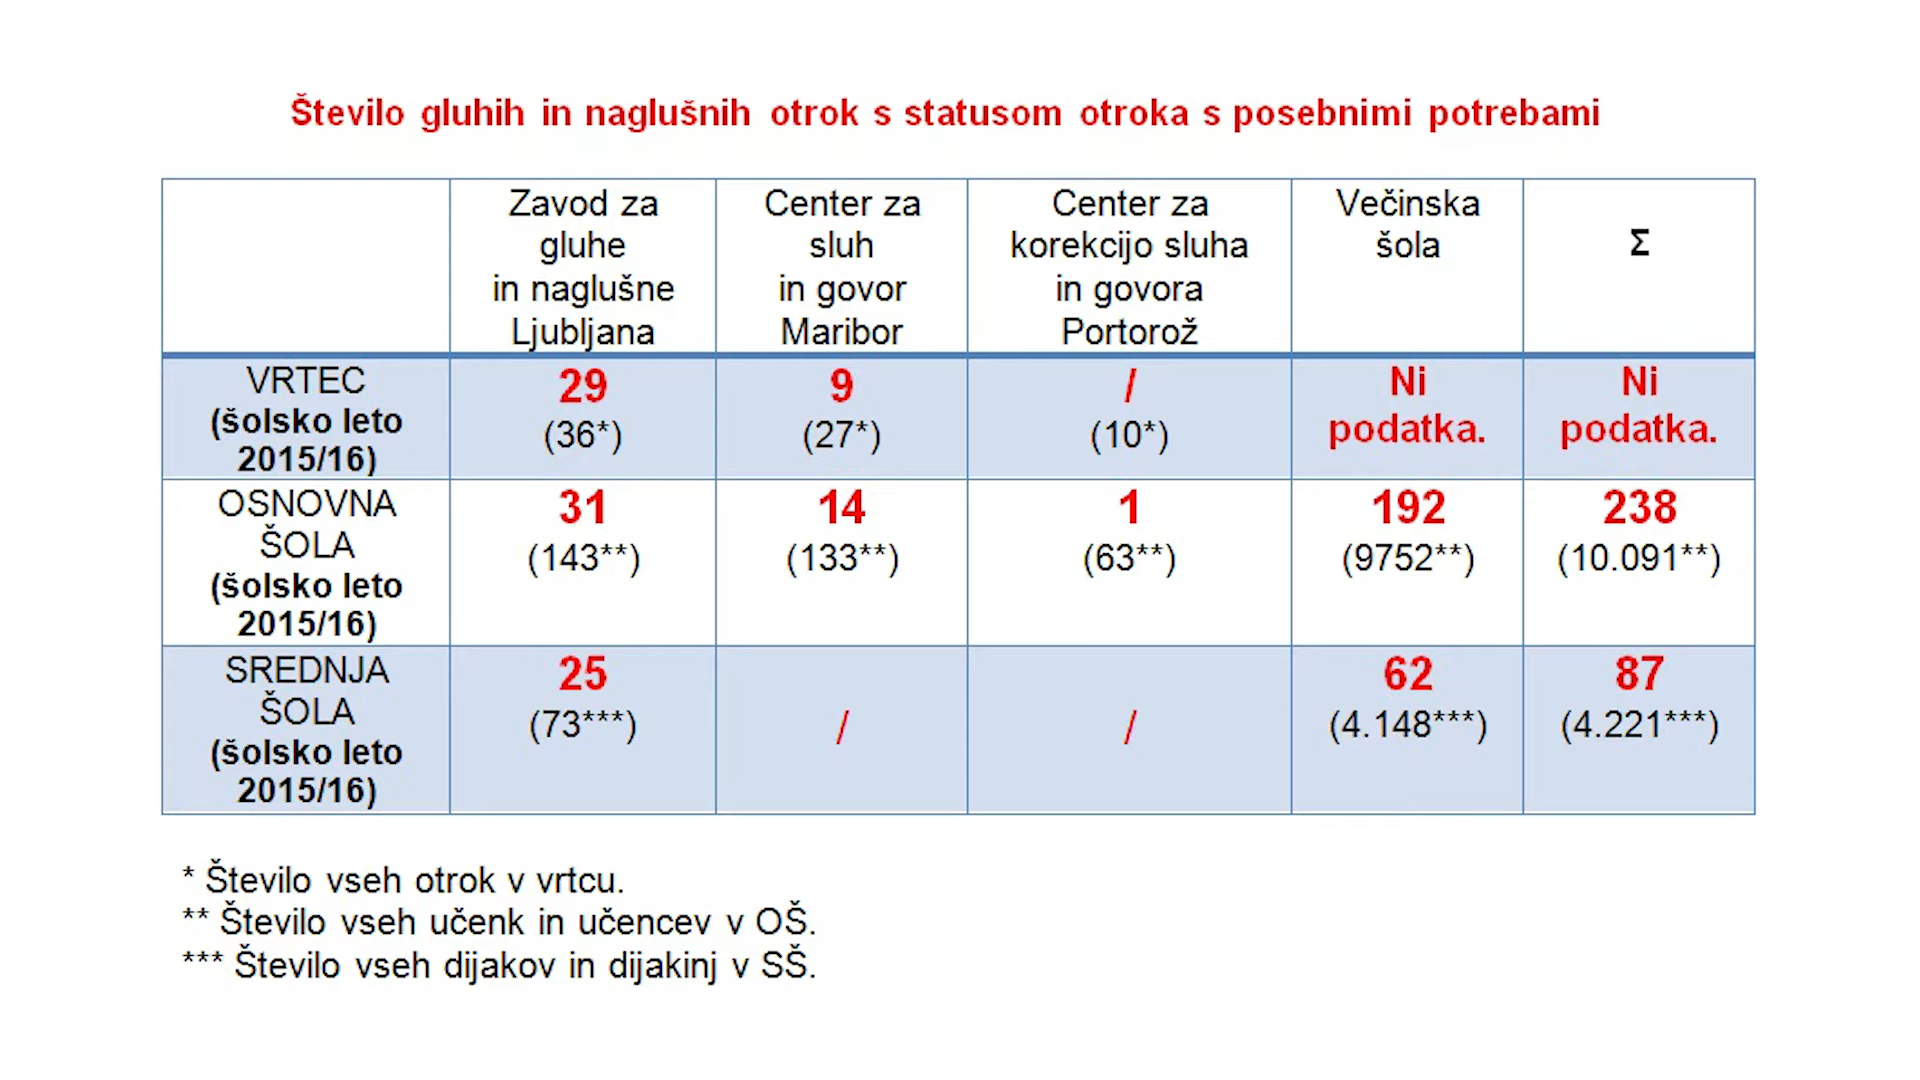 Število gluhih in naglušnih otrok s statusom otroka s posebnimi potrebami
Zavod za
gluhe
in naglušne
Ljubljana
Center za
sluh
in govor
Maribor
Center za
korekcijo sluha
in govora
Portorož
Večinska
šola
Σ
VRTEC
(šolsko leto
2015/16)
29
(36*)
9
(27*)
/
(10*)
Ni
podatka.
Ni
podatka.
OSNOVNA
ŠOLA
(šolsko leto
2015/16)
31
(143**)
14
(133**)
1
(63**)
192
(9752**)
238
(10.091**)
SREDNJA
ŠOLA
(šolsko leto
2015/16)
25
(73***)
/
/
62
(4.148***)
87
(4.221***)
* Število vseh otrok v vrtcu.
** Število vseh učenk in učencev v OŠ.
*** Število vseh dijakov in dijakinj v SŠ.